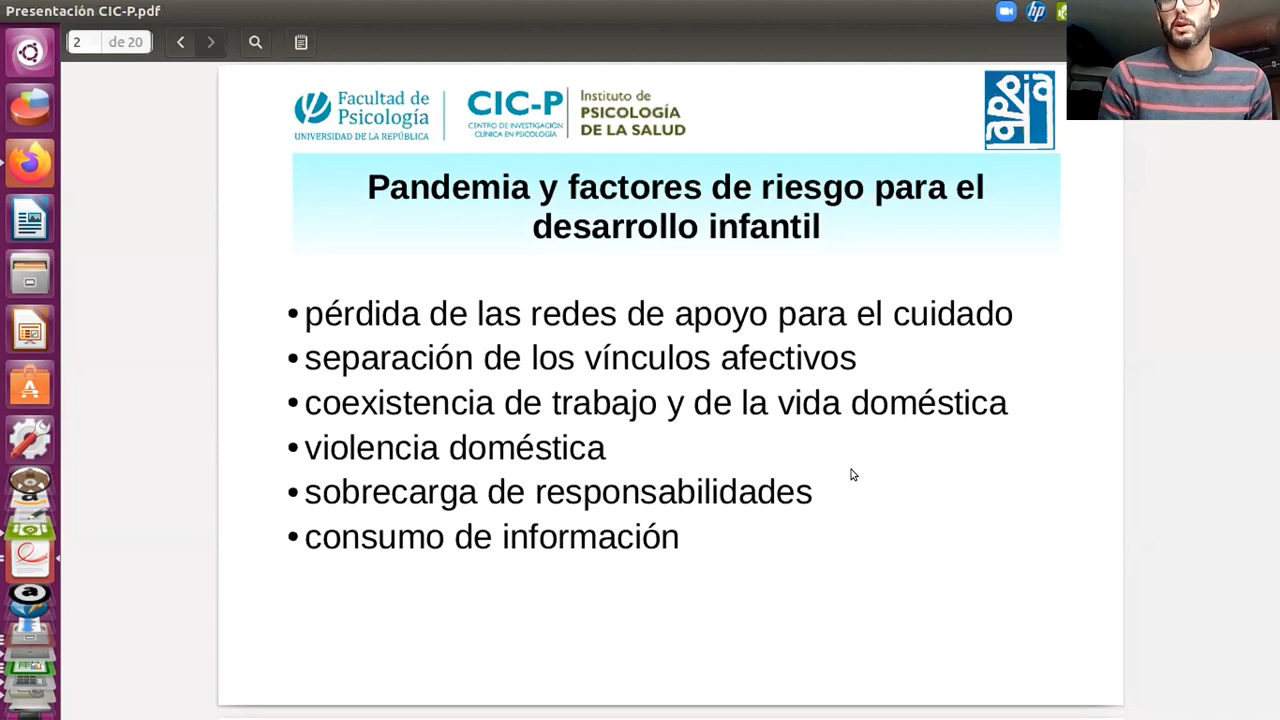 Presentación CIC-P.pdf
2 de 20
Facultad de
Psicología
UNIVERSIDAD DE LA REPÚBLICA
CIC-P
CENTRO DE INVESTIGACIÓN
CLÍNICA EN PSICOLOGÍA
Instituto de
PSICOLOGÍA
DE LA SALUD
appia
hp
Pandemia y factores de riesgo para el
desarrollo infantil
• pérdida de las redes de apoyo para el cuidado
• separación de los vínculos afectivos
• coexistencia de trabajo y de la vida doméstica
• violencia doméstica
• sobrecarga de responsabilidades
• consumo de información